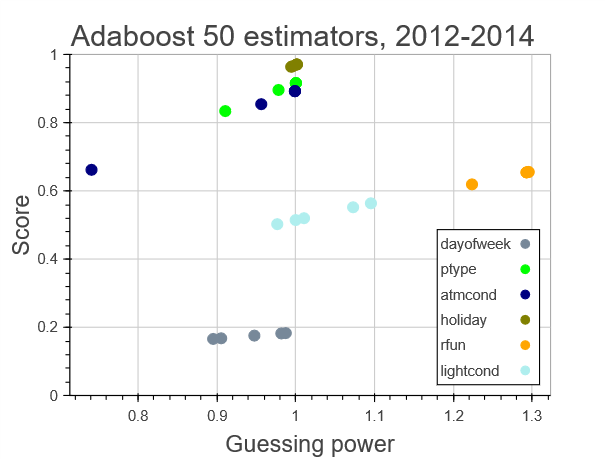 Adaboost 50 estimators, 2012-2014
Score
1
0.8
0.6
0.4
0.2
0
0.8 0.9 1 1.1 1.2 1.3
Guessing power
dayofweek
ptype
atmcond
holiday
rfun
lightcond